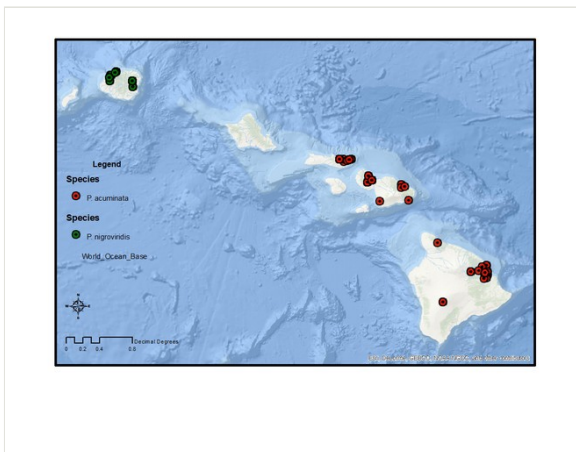 Legend
Species
P. acuminata
Species
P. nigroviridis
World_Ocean_Base
Decimal Degrees
0 0.2 0.4 0.8